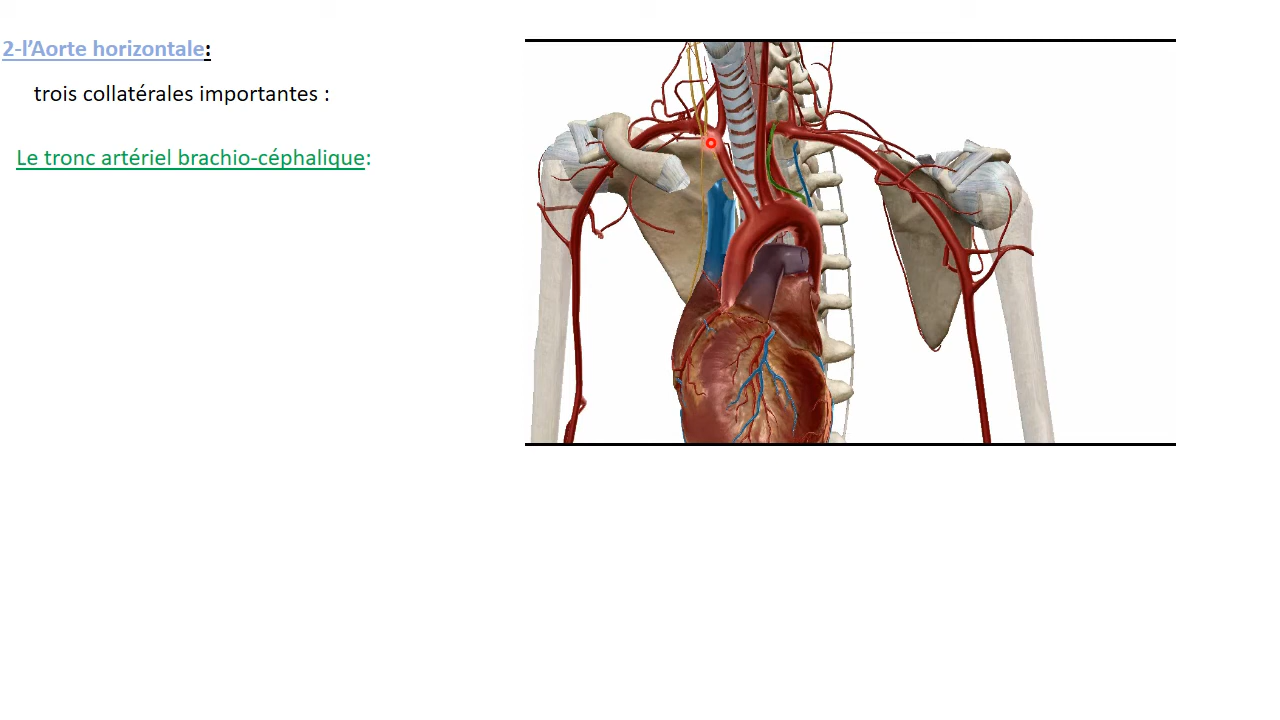 2-l’Aorte horizontale:
trois collatérales importantes :
Le tronc artériel brachio-céphalique: